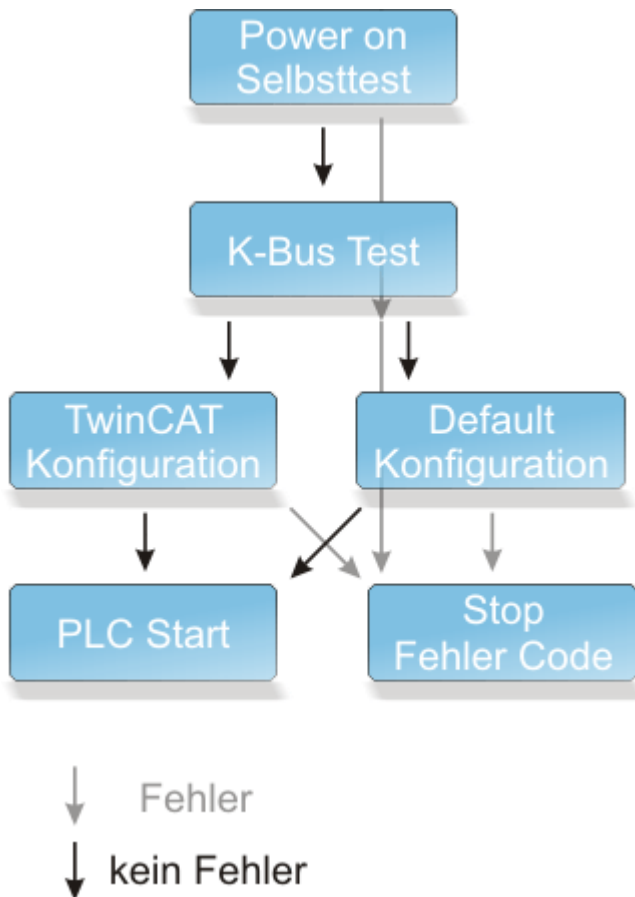 Power on
Selbsttest
K-Bus Test
TwinCAT
Konfiguration
Default
Konfiguration
PLC Start
Stop
Fehler Code
Fehler
kein Fehler